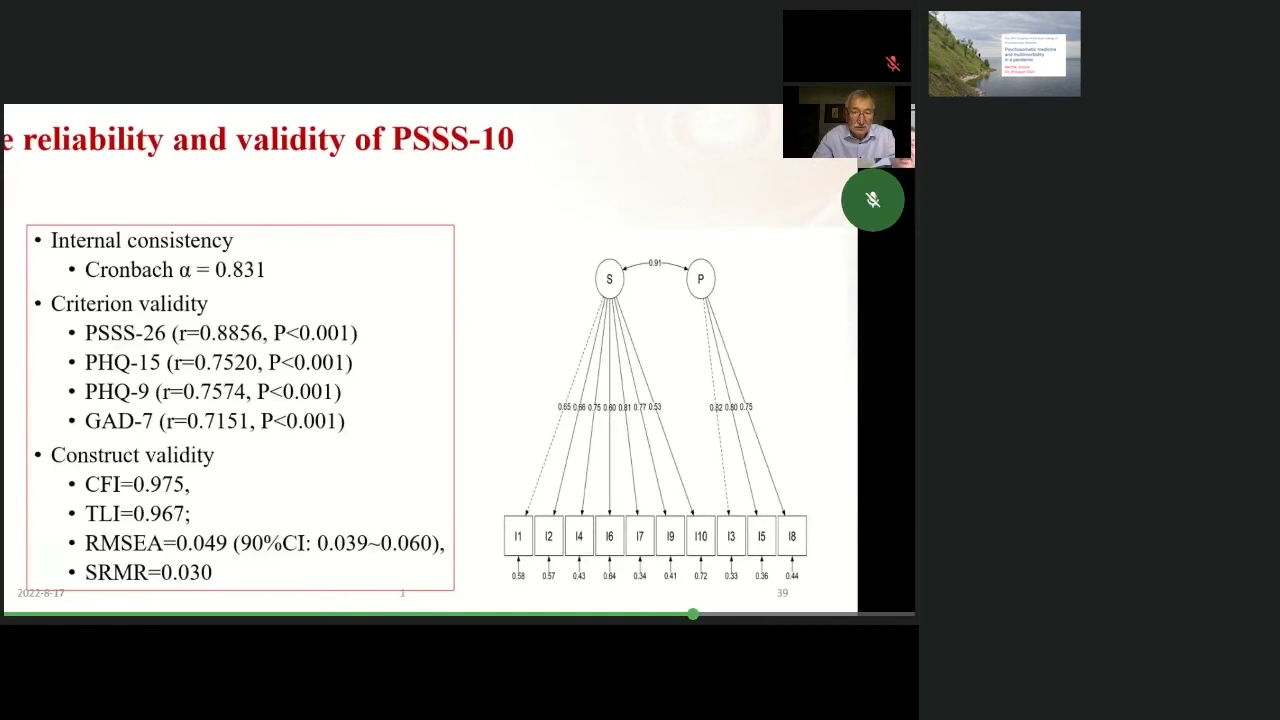 e reliability and validity of PSSS-10
• Internal consistency
• Cronbach α = 0.831
• Criterion validity
• PSSS-26 (r=0.8856, P<0.001)
• PHQ-15 (r=0.7520, P<0.001)
• PHQ-9 (r=0.7574, P<0.001)
• GAD-7 (r=0.7151, P<0.001)
• Construct validity
• CFI=0.975,
• TLI=0.967;
• RMSEA=0.049 (90%CI: 0.039~0.060),
• SRMR=0.030
0.91
S P
0.65 0.66 0.75 0.60 0.81 0.77 0.53 0.82 0.80 0.75
I1 I2 I4 I6 I7 I9 I10 I3 I5 I8
0.58 0.57 0.43 0.64 0.34 0.41 0.72 0.33 0.36 0.44
2022-8-17 1 39
Psychosomatic medicine
and multimorbidity
in a pandemic